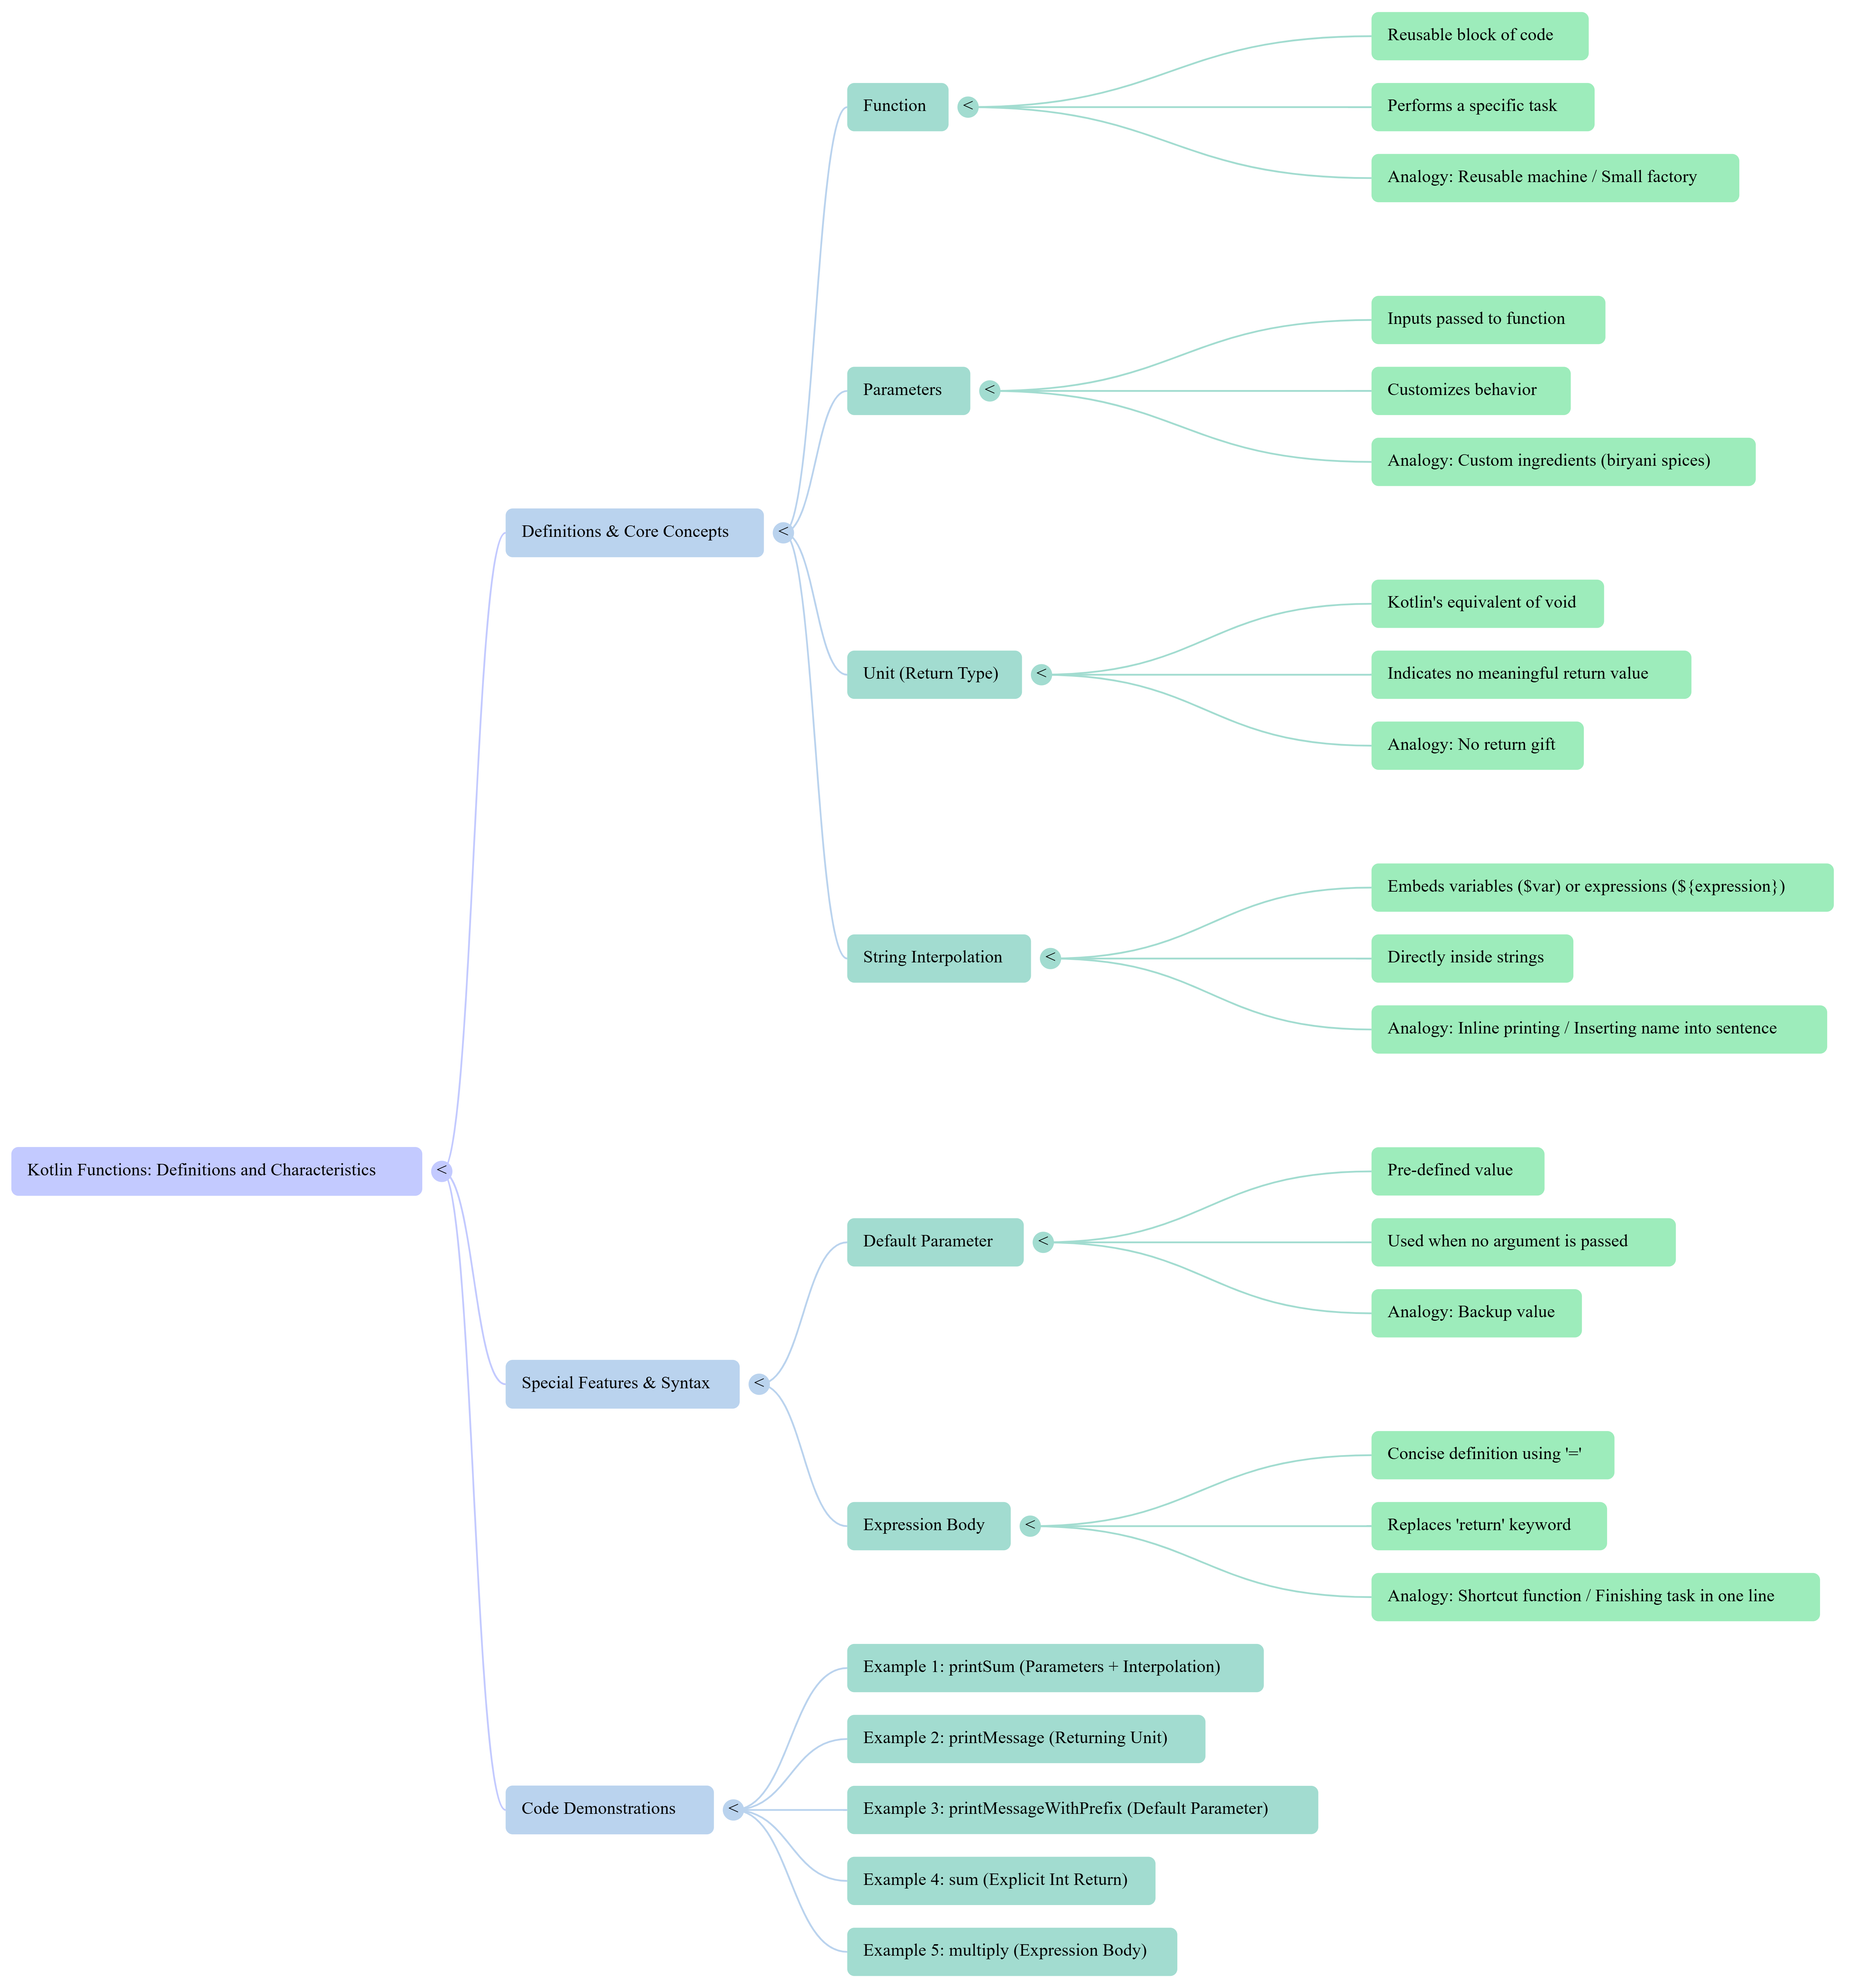 Kotlin Functions: Definitions and Characteristics
<
Definitions & Core Concepts
<
Function
<
Reusable block of code
Performs a specific task
Analogy: Reusable machine / Small factory
Parameters
<
Inputs passed to function
Customizes behavior
Analogy: Custom ingredients (biryani spices)
Unit (Return Type)
<
Kotlin's equivalent of void
Indicates no meaningful return value
Analogy: No return gift
String Interpolation
<
Embeds variables ($var) or expressions (${expression})
Directly inside strings
Analogy: Inline printing / Inserting name into sentence
Special Features & Syntax
<
Default Parameter
<
Pre-defined value
Used when no argument is passed
Analogy: Backup value
Expression Body
<
Concise definition using '='
Replaces 'return' keyword
Analogy: Shortcut function / Finishing task in one line
Code Demonstrations
<
Example 1: printSum (Parameters + Interpolation)
Example 2: printMessage (Returning Unit)
Example 3: printMessageWithPrefix (Default Parameter)
Example 4: sum (Explicit Int Return)
Example 5: multiply (Expression Body)